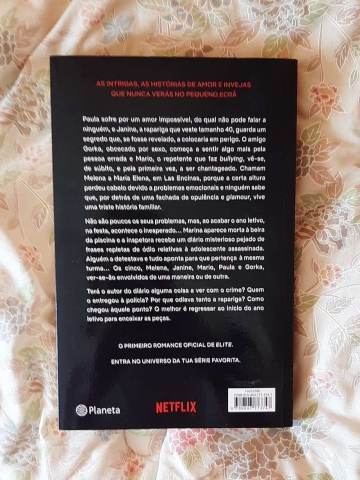 AS INTRIGAS, AS HISTÓRIAS DE AMOR E INVEJAS
QUE NUNCA VERÁS NO PEQUENO ECRÃ
Paula sofre por um amor impossível, do qual não pode falar a
ninguém, e Janine, a rapariga que veste tamanho 40, guarda um
segredo que, se fosse revelado, a colocaria em perigo. O amigo
Gorka, obcecado por sexo, começa a sentir algo mais pela
pessoa errada e Mario, o repetente que faz bullying, vê-se,
de súbito, e pela primeira vez, a ser chantageado. Chamam
Melena a Maria Elena, em Las Encinas, porque a certa altura
perdeu cabelo devido a problemas emocionais e ninguém sabe
que, por detrás de uma fachada de opulência e glamour, vive
uma triste história familiar.
Não são poucos os seus problemas, mas, ao acabar o ano letivo,
na festa, acontece o inesperado... Marina aparece morta à beira
da piscina e a inspetora recebe um diário misterioso pejado de
frases repletas de ódio relativas à adolescente assassinada.
Alguém a detestava e tudo aponta para que pertença à mesma
turma... Os cinco, Melena, Janine, Mario, Paula e Gorka,
ver-se-ão envolvidos de uma maneira ou de outra.
Terá o autor do diário alguma coisa a ver com o crime? Quem
o entregou à polícia? Por que odiava tanto a rapariga? Como
chegou àquele ponto? O melhor é regressar ao início do ano
letivo para encaixar as peças.
O PRIMEIRO ROMANCE OFICIAL DE ELITE.
ENTRA NO UNIVERSO DA TUA SÉRIE FAVORITA.
Planeta
NETFLIX